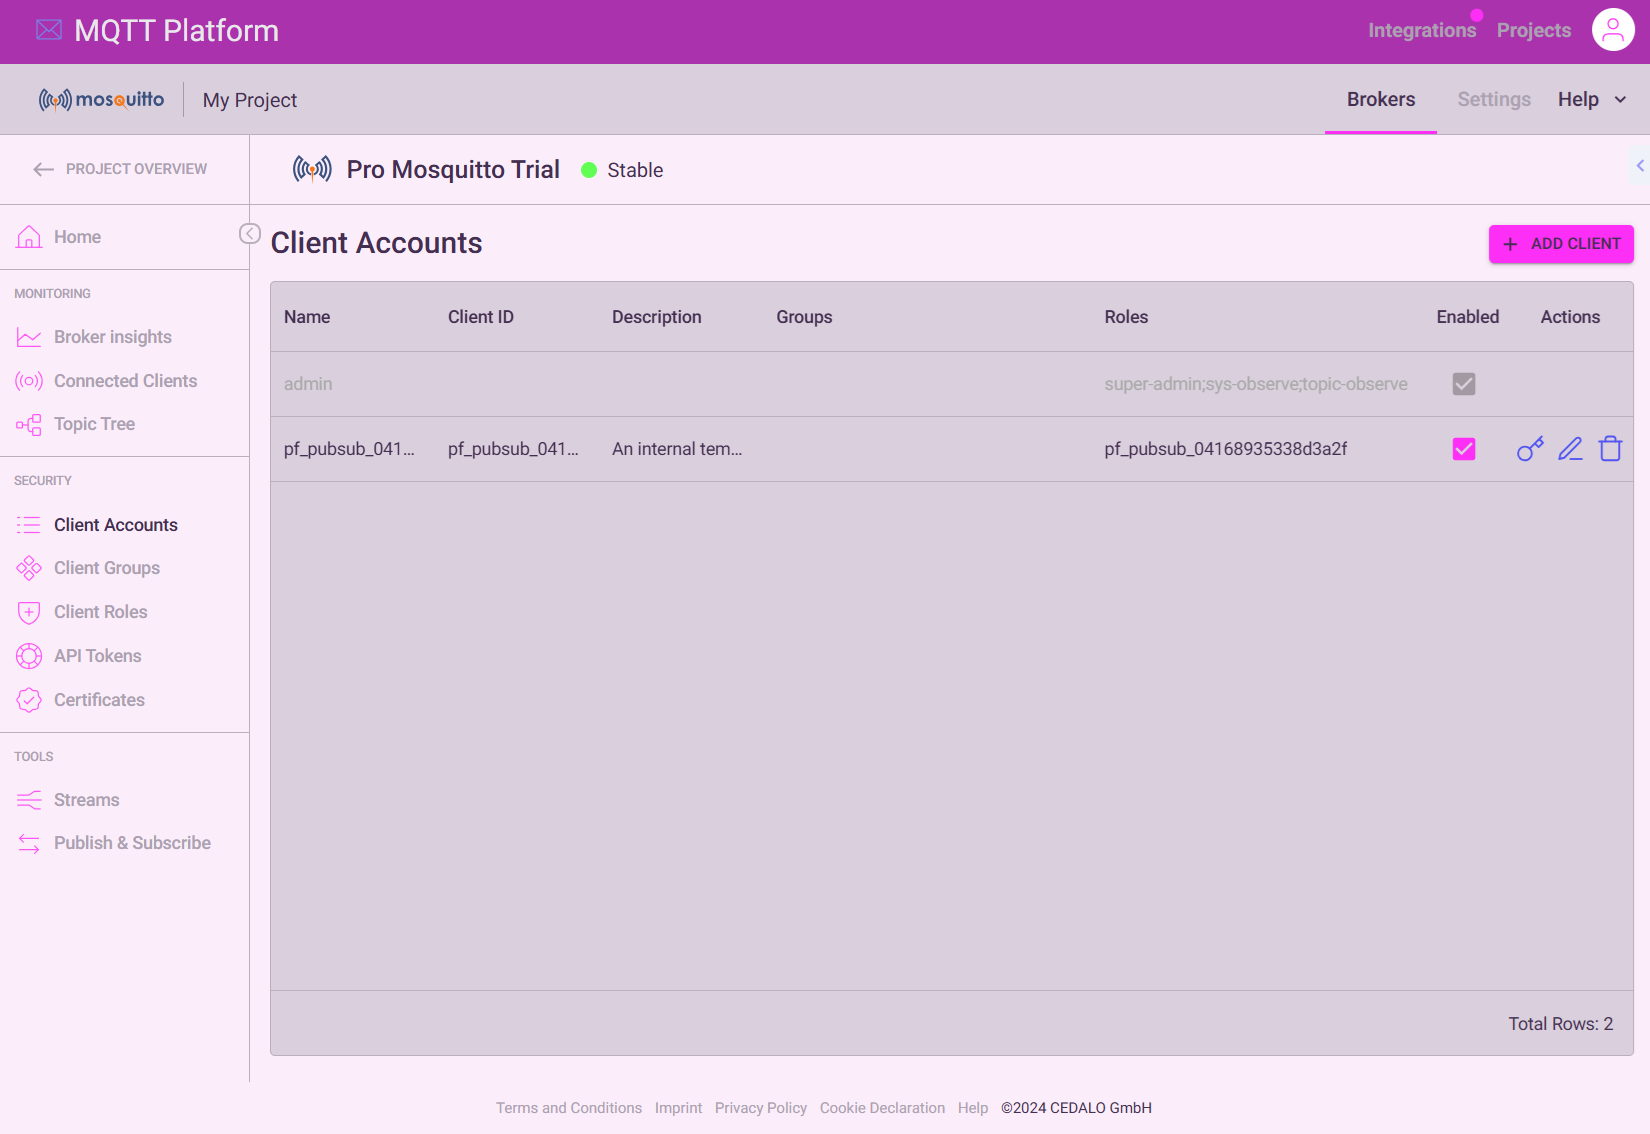 MQTT Platform
Integrations
Projects
mosquitto
My Project
Brokers
Settings
Help
PROJECT OVERVIEW
Pro Mosquitto Trial
Stable
Home
MONITORING
Broker insights
Connected Clients
Topic Tree
SECURITY
Client Accounts
Client Groups
Client Roles
API Tokens
Certificates
TOOLS
Streams
Publish & Subscribe
Client Accounts
ADD CLIENT
Name Client ID Description Groups Roles Enabled Actions
admin super-admin;sys-observe;topic-observe
pf_pubsub_041... pf_pubsub_041... An internal tem... pf_pubsub_04168935338d3a2f
Total Rows: 2
Terms and Conditions Imprint Privacy Policy Cookie Declaration Help ©2024 CEDALO GmbH